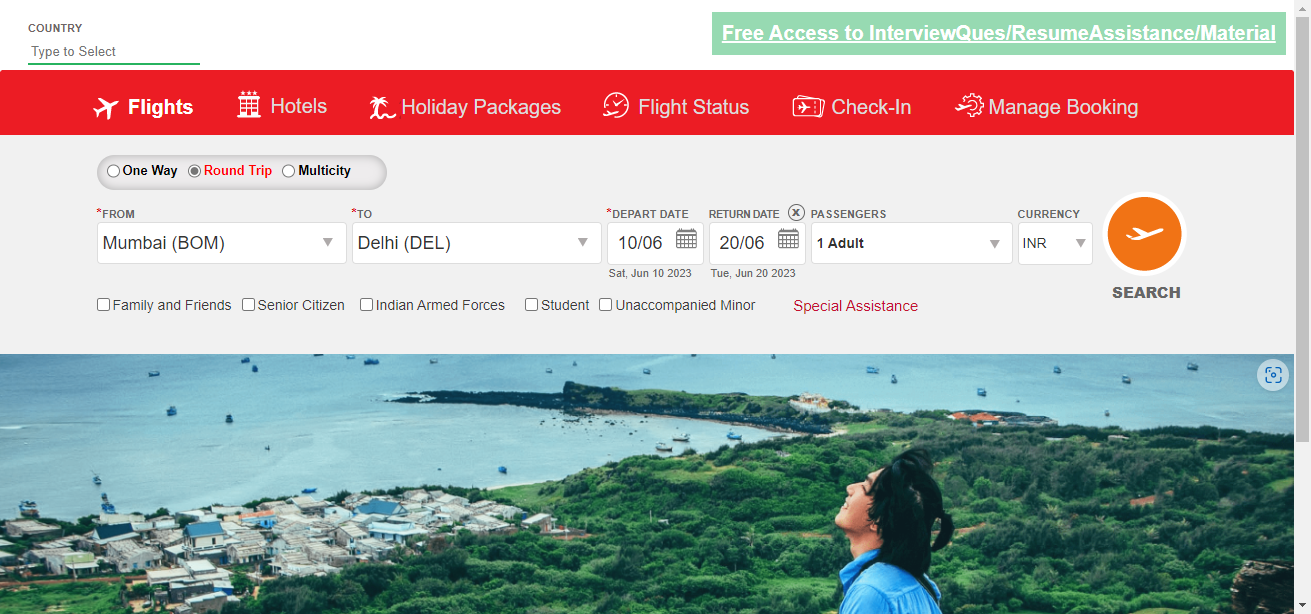 COUNTRY
Type to Select
Free Access to InterviewQues/ResumeAssistance/Material
Flights Hotels Holiday Packages Flight Status Check-In Manage Booking
One Way Round Trip Multicity
*FROM *TO *DEPART DATE RETURN DATE X PASSENGERS CURRENCY
Mumbai (BOM) Delhi (DEL) 10/06 20/06 1 Adult INR
Sat, Jun 10 2023 Tue, Jun 20 2023
SEARCH
Family and Friends Senior Citizen Indian Armed Forces Student Unaccompanied Minor Special Assistance